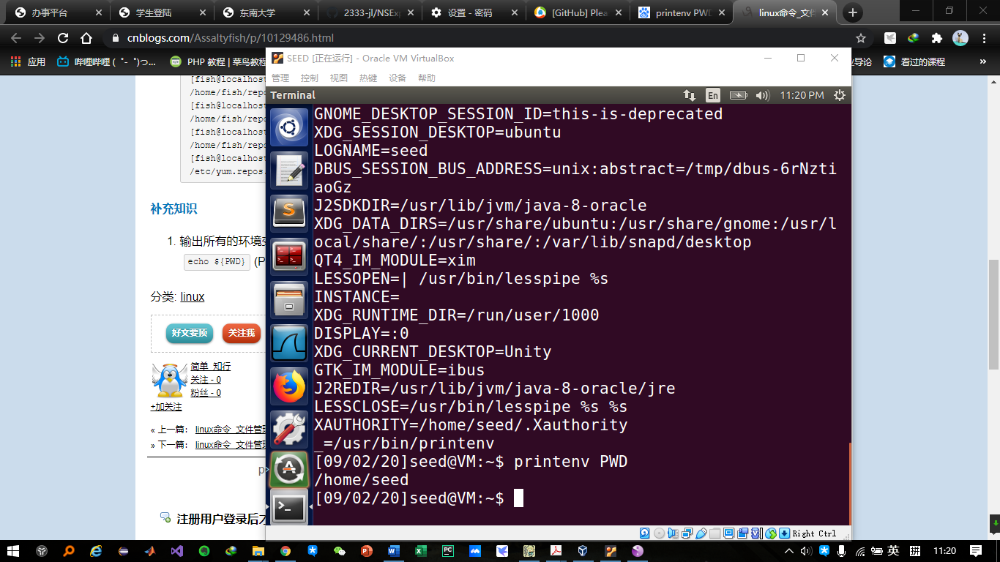 办事平台
学生登陆
东南大学
2333-jl/NSExp
设置 - 密码
[GitHub] Plea
printenv PWD
linux命令_文件
cnblogs.com/Assaltyfish/p/10129486.html
应用
哔哩哔哩 (゜-゜)つ...
PHP 教程 | 菜鸟教程
导论
看过的课程
»
SEED [正在运行] - Oracle VM VirtualBox
管理 控制 视图 热键 设备 帮助
Terminal
En
11:20 PM
[fish@localhost
/home/fish/repo
[fish@localhost
/home/fish/repo
[fish@localhost
/home/fish/repo
[fish@localhost
/etc/yum.repos.
补充知识
1. 输出所有的环境变
echo ${PWD} (P
分类: linux
好文要顶
关注我
简单_知行
关注 - 0
粉丝 - 0
+加关注
« 上一篇: linux命令_文件管理
» 下一篇: linux命令_文件管理
注册用户登录后才
GNOME_DESKTOP_SESSION_ID=this-is-deprecated
XDG_SESSION_DESKTOP=ubuntu
LOGNAME=seed
DBUS_SESSION_BUS_ADDRESS=unix:abstract=/tmp/dbus-6rNzti
aoGz
J2SDKDIR=/usr/lib/jvm/java-8-oracle
XDG_DATA_DIRS=/usr/share/ubuntu:/usr/share/gnome:/usr/l
ocal/share/:/usr/share/:/var/lib/snapd/desktop
QT4_IM_MODULE=xim
LESSOPEN=| /usr/bin/lesspipe %s
INSTANCE=
XDG_RUNTIME_DIR=/run/user/1000
DISPLAY=:0
XDG_CURRENT_DESKTOP=Unity
GTK_IM_MODULE=ibus
J2REDIR=/usr/lib/jvm/java-8-oracle/jre
LESSCLOSE=/usr/bin/lesspipe %s %s
XAUTHORITY=/home/seed/.Xauthority
_=/usr/bin/printenv
[09/02/20]seed@VM:~$ printenv PWD
/home/seed
[09/02/20]seed@VM:~$
Right Ctrl
英
拼
11:20